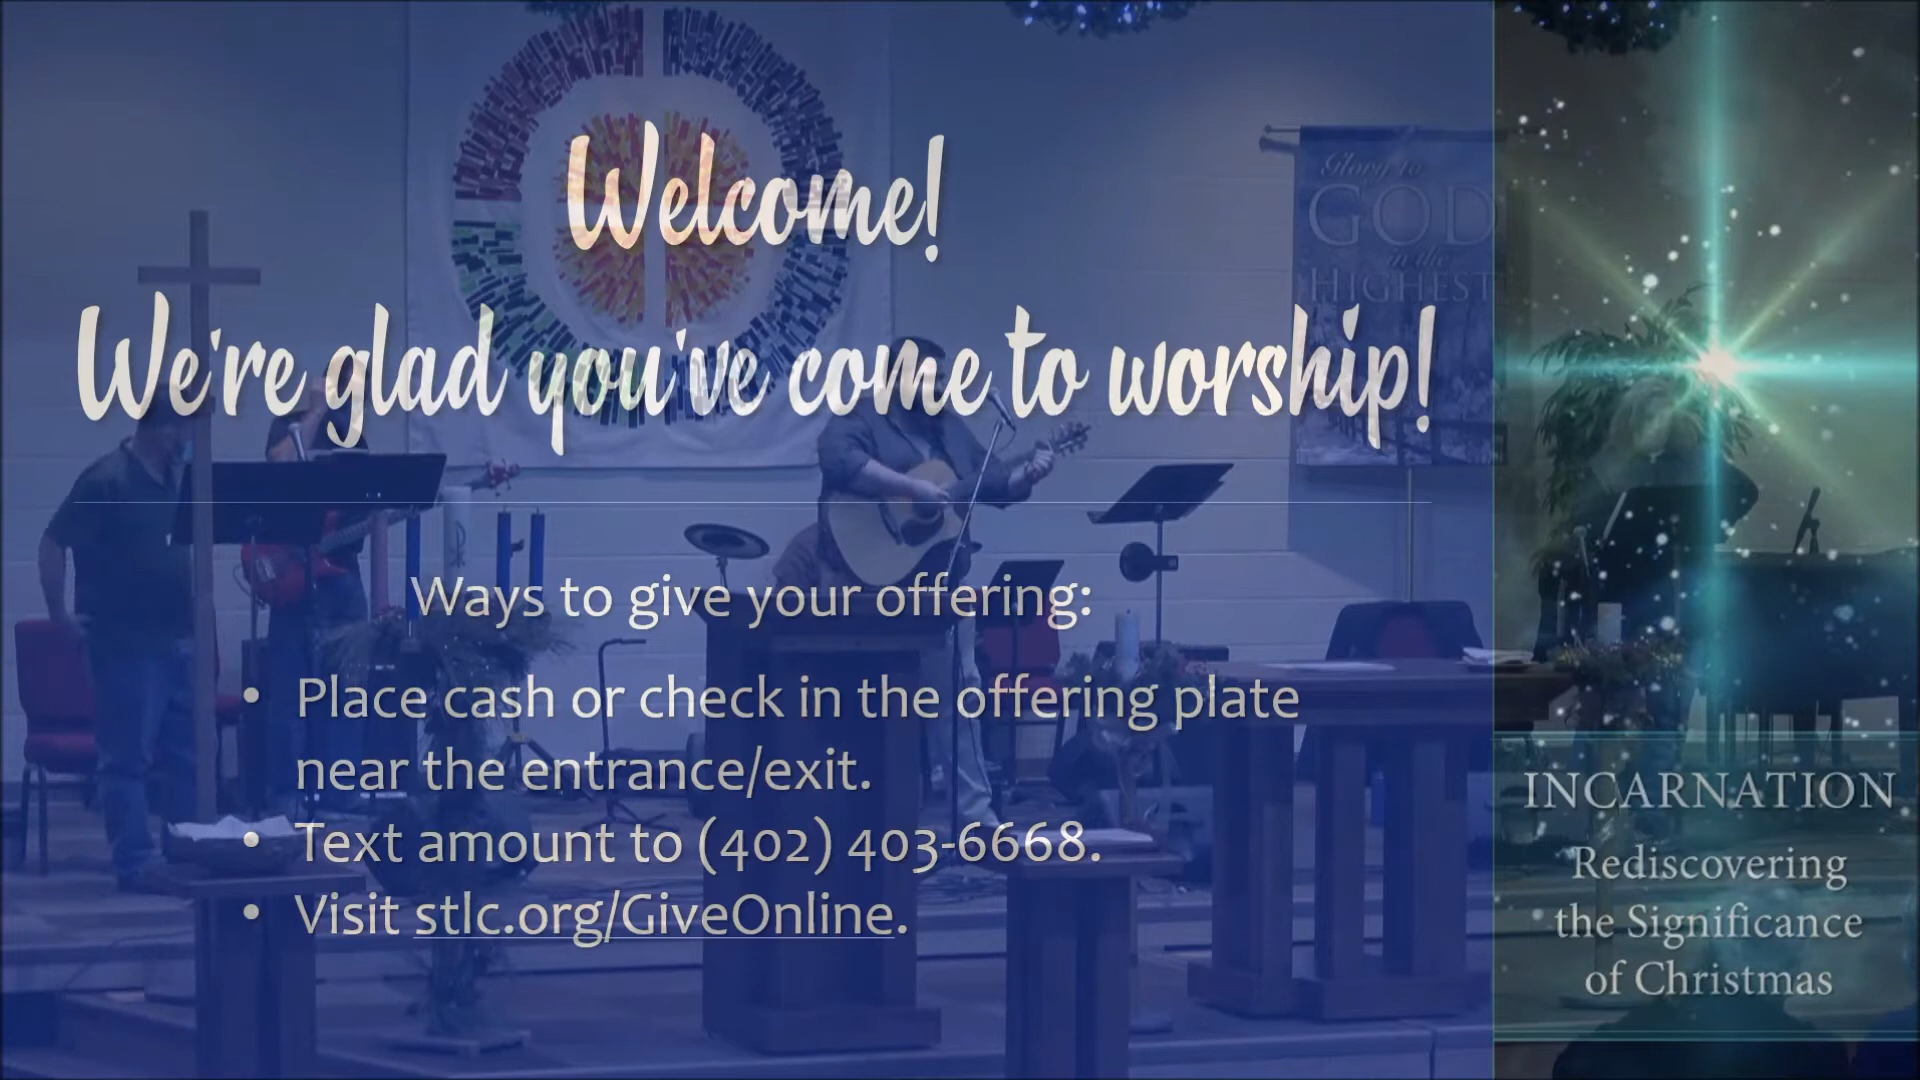 Welcome!
We're glad you've come to worship!
Glory to
GOD
in the
HIGHEST
Ways to give your offering:
• Place cash or check in the offering plate
near the entrance/exit.
• Text amount to (402) 403-6668.
• Visit stlc.org/GiveOnline.
INCARNATION
Rediscovering
the Significance
of Christmas